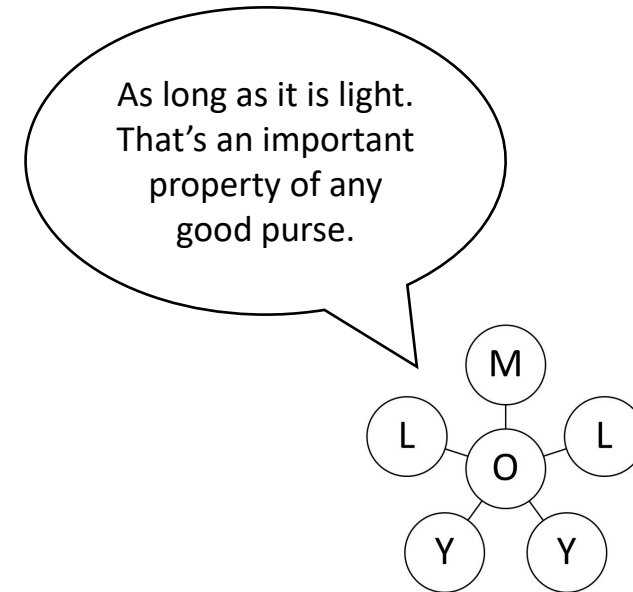 As long as it is light.
That’s an important
property of any
good purse.
M
L
O
L
Y
Y